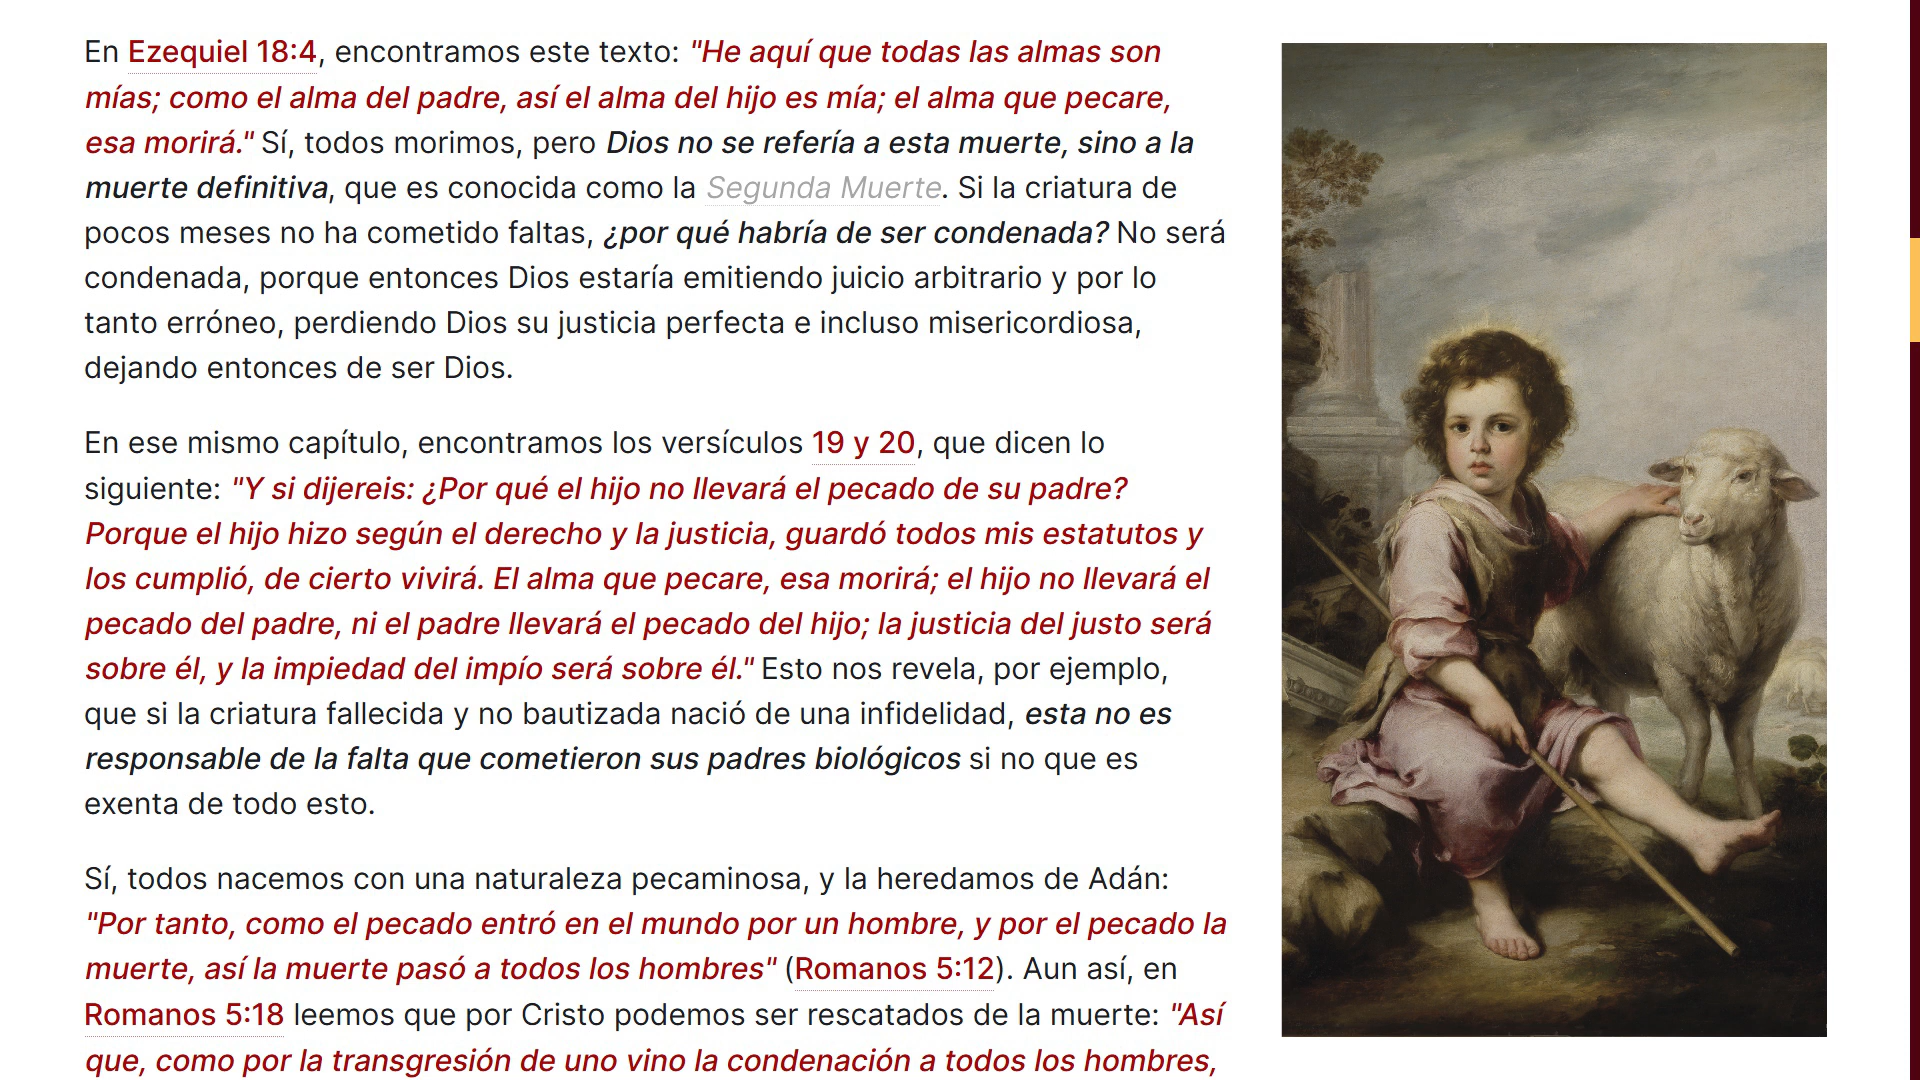 En Ezequiel 18:4, encontramos este texto: "He aquí que todas las almas son
mías; como el alma del padre, así el alma del hijo es mía; el alma que pecare,
esa morirá." Sí, todos morimos, pero Dios no se refería a esta muerte, sino a la
muerte definitiva, que es conocida como la Segunda Muerte. Si la criatura de
pocos meses no ha cometido faltas, ¿por qué habría de ser condenada? No será
condenada, porque entonces Dios estaría emitiendo juicio arbitrario y por lo
tanto erróneo, perdiendo Dios su justicia perfecta e incluso misericordiosa,
dejando entonces de ser Dios.
En ese mismo capítulo, encontramos los versículos 19 y 20, que dicen lo
siguiente: "Y si dijereis: ¿Por qué el hijo no llevará el pecado de su padre?
Porque el hijo hizo según el derecho y la justicia, guardó todos mis estatutos y
los cumplió, de cierto vivirá. El alma que pecare, esa morirá; el hijo no llevará el
pecado del padre, ni el padre llevará el pecado del hijo; la justicia del justo será
sobre él, y la impiedad del impío será sobre él." Esto nos revela, por ejemplo,
que si la criatura fallecida y no bautizada nació de una infidelidad, esta no es
responsable de la falta que cometieron sus padres biológicos si no que es
exenta de todo esto.
Sí, todos nacemos con una naturaleza pecaminosa, y la heredamos de Adán:
"Por tanto, como el pecado entró en el mundo por un hombre, y por el pecado la
muerte, así la muerte pasó a todos los hombres" (Romanos 5:12). Aun así, en
Romanos 5:18 leemos que por Cristo podemos ser rescatados de la muerte: "Así
que, como por la transgresión de uno vino la condenación a todos los hombres,